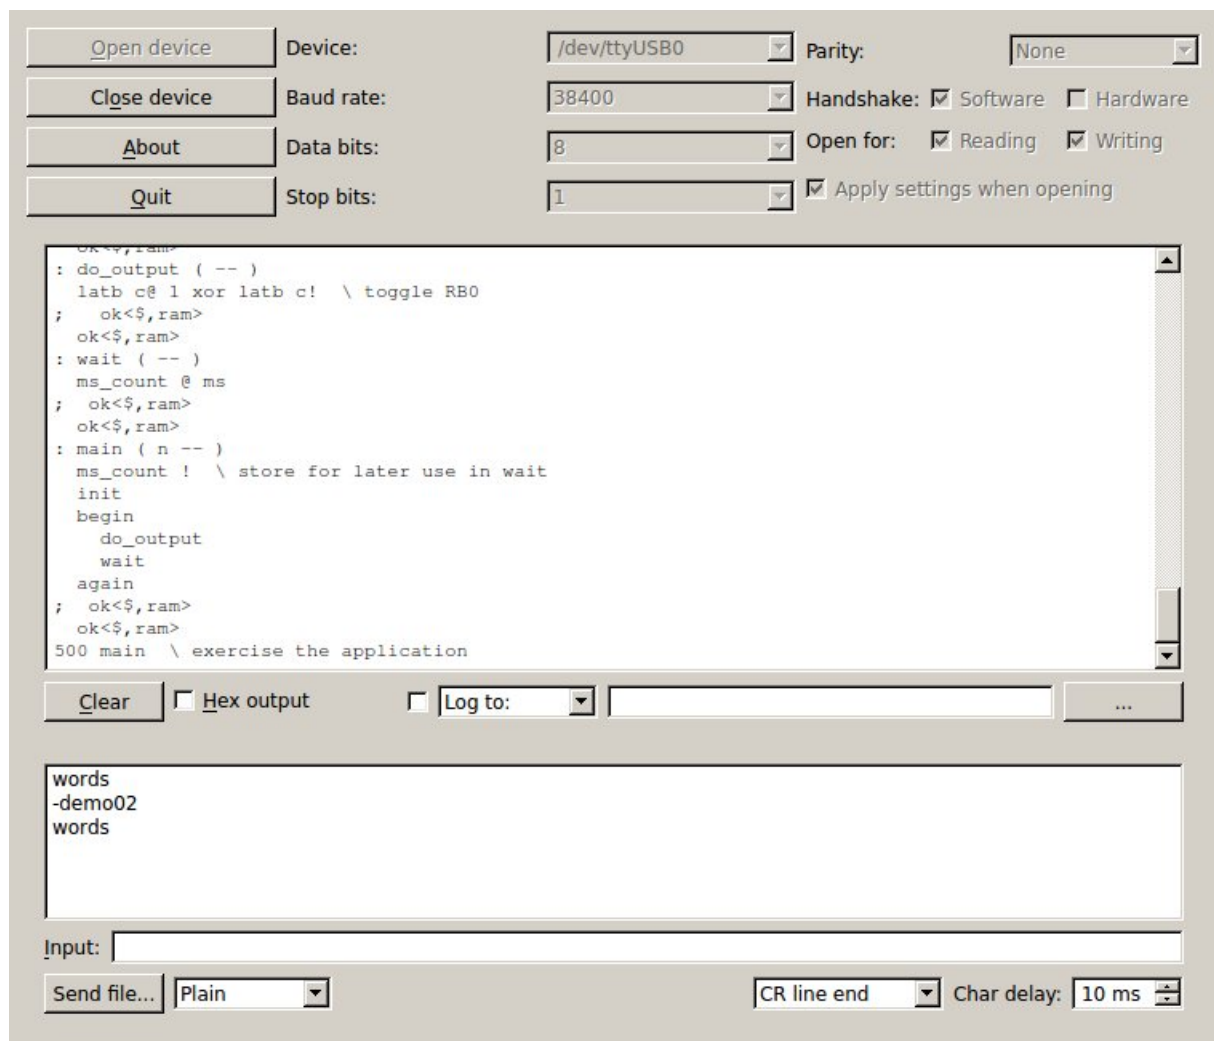 Open device Device: /dev/ttyUSB0 Parity: None
Close device Baud rate: 38400 Handshake: Software Hardware
About Data bits: 8 Open for: Reading Writing
Quit Stop bits: 1 Apply settings when opening
ok<$,ram>
: do_output ( -- )
latb c@ 1 xor latb c!  \ toggle RB0
;   ok<$,ram>
ok<$,ram>
: wait ( -- )
ms_count @ ms
;  ok<$,ram>
ok<$,ram>
: main ( n -- )
ms_count !  \ store for later use in wait
init
begin
do_output
wait
again
;  ok<$,ram>
ok<$,ram>
500 main  \ exercise the application
Clear Hex output Log to: ...
words
-demo02
words
Input:
Send file... Plain CR line end Char delay: 10 ms